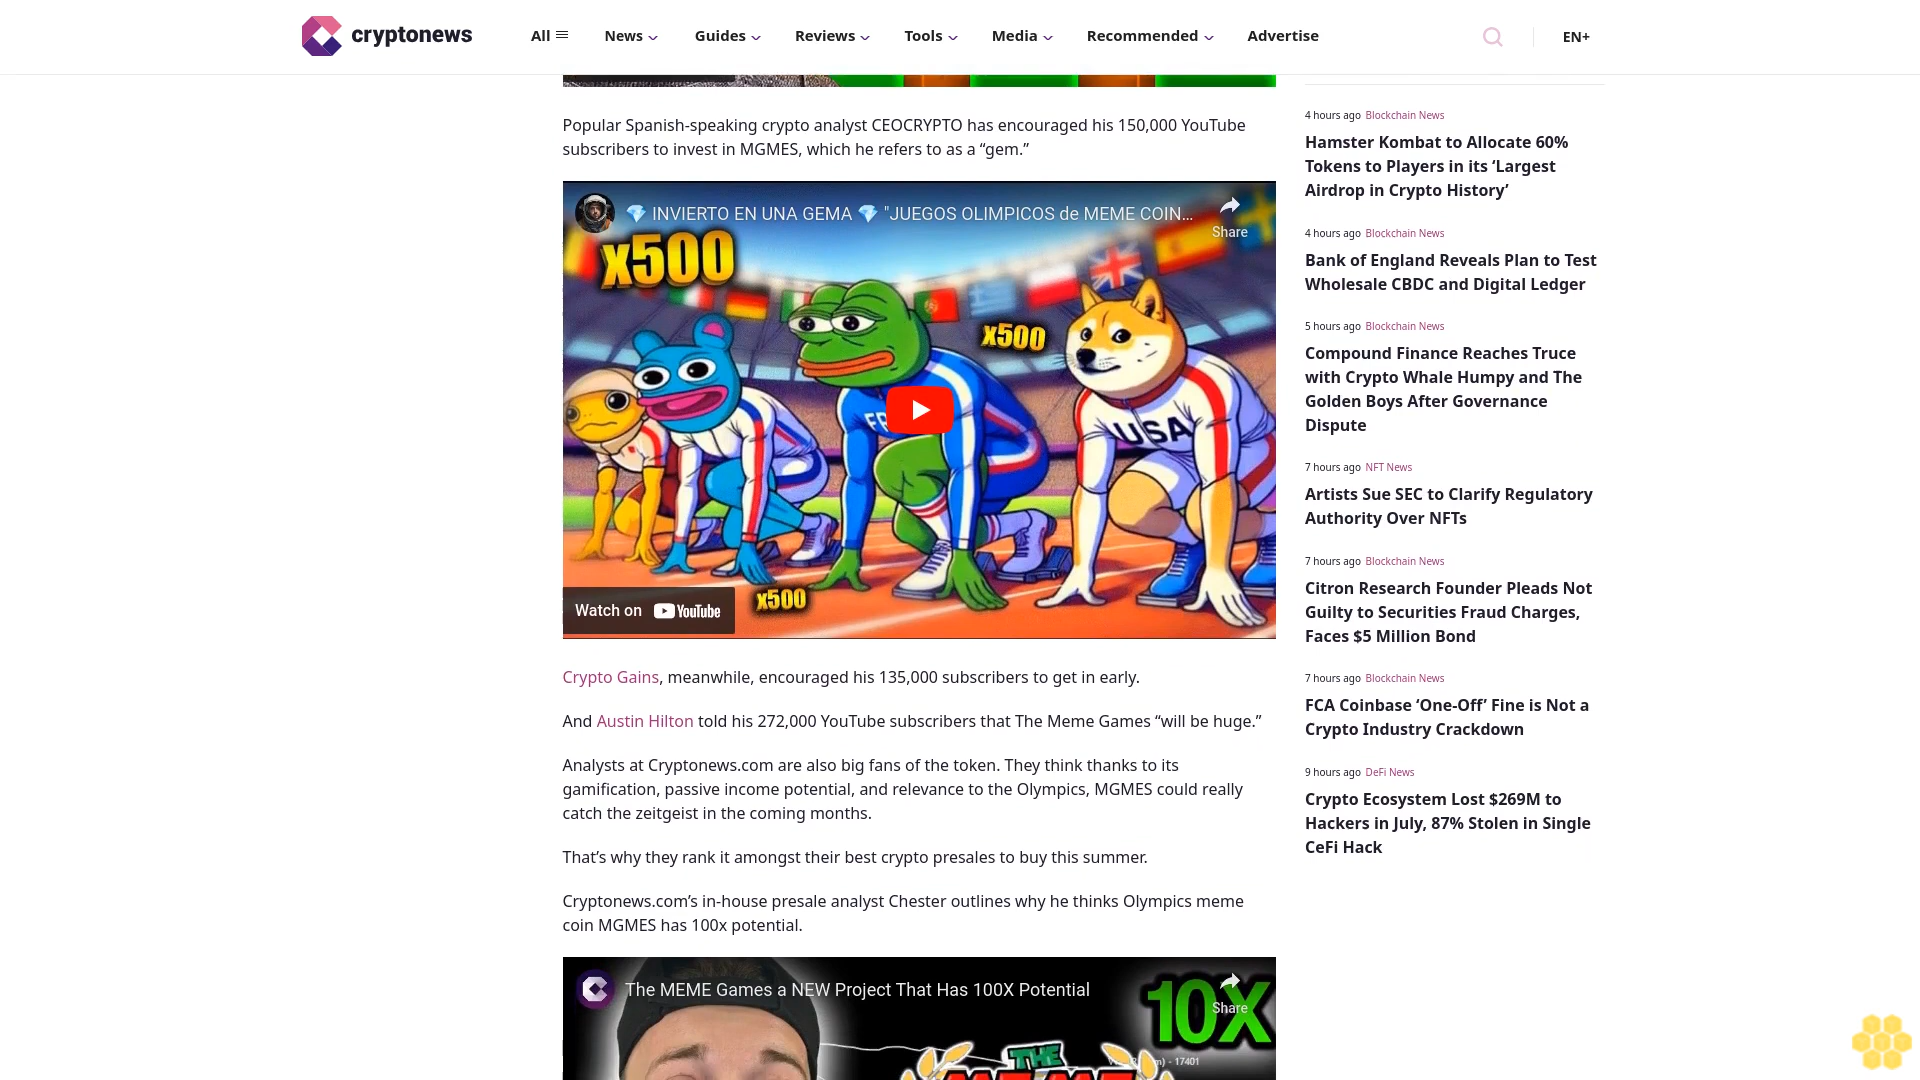 cryptonews
All
News
Guides
Reviews
Tools
Media
Recommended
Advertise
EN+
Popular Spanish-speaking crypto analyst CEOCRYPTO has encouraged his 150,000 YouTube
subscribers to invest in MGMES, which he refers to as a “gem.”
💎 INVIERTO EN UNA GEMA 💎 "JUEGOS OLIMPICOS de MEME COIN...
Share
x500
x500
FR
USA
x500
Watch on YouTube
Crypto Gains, meanwhile, encouraged his 135,000 subscribers to get in early.
And Austin Hilton told his 272,000 YouTube subscribers that The Meme Games “will be huge.”
Analysts at Cryptonews.com are also big fans of the token. They think thanks to its
gamification, passive income potential, and relevance to the Olympics, MGMES could really
catch the zeitgeist in the coming months.
That’s why they rank it amongst their best crypto presales to buy this summer.
Cryptonews.com’s in-house presale analyst Chester outlines why he thinks Olympics meme
coin MGMES has 100x potential.
The MEME Games a NEW Project That Has 100X Potential
Share
10X
THE
MEME
17401
4 hours ago Blockchain News
Hamster Kombat to Allocate 60%
Tokens to Players in its ‘Largest
Airdrop in Crypto History’
4 hours ago Blockchain News
Bank of England Reveals Plan to Test
Wholesale CBDC and Digital Ledger
5 hours ago Blockchain News
Compound Finance Reaches Truce
with Crypto Whale Humpy and The
Golden Boys After Governance
Dispute
7 hours ago NFT News
Artists Sue SEC to Clarify Regulatory
Authority Over NFTs
7 hours ago Blockchain News
Citron Research Founder Pleads Not
Guilty to Securities Fraud Charges,
Faces $5 Million Bond
7 hours ago Blockchain News
FCA Coinbase ‘One-Off’ Fine is Not a
Crypto Industry Crackdown
9 hours ago DeFi News
Crypto Ecosystem Lost $269M to
Hackers in July, 87% Stolen in Single
CeFi Hack